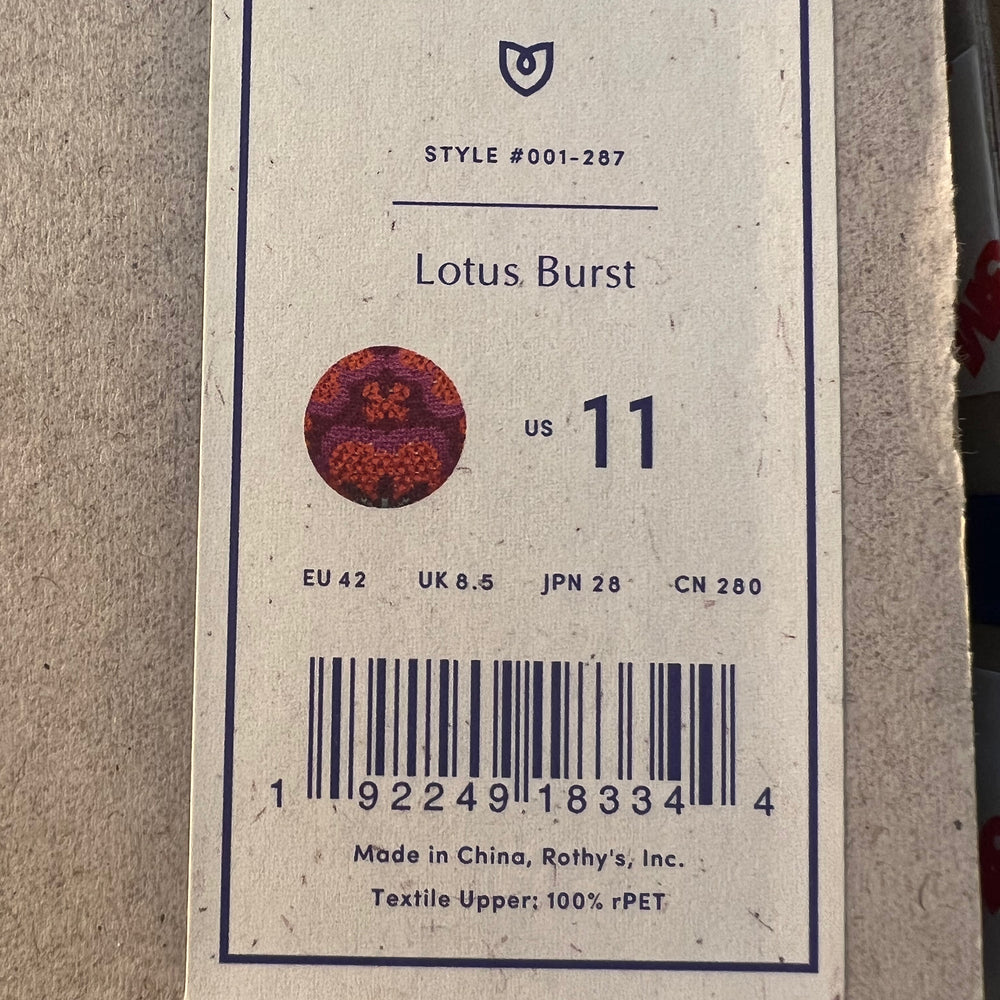 STYLE #001-287
Lotus Burst
US 11
EU 42 UK 8.5 JPN 28 CN 280
1 92249 18334 4
Made in China, Rothy's, Inc.
Textile Upper: 100% rPET